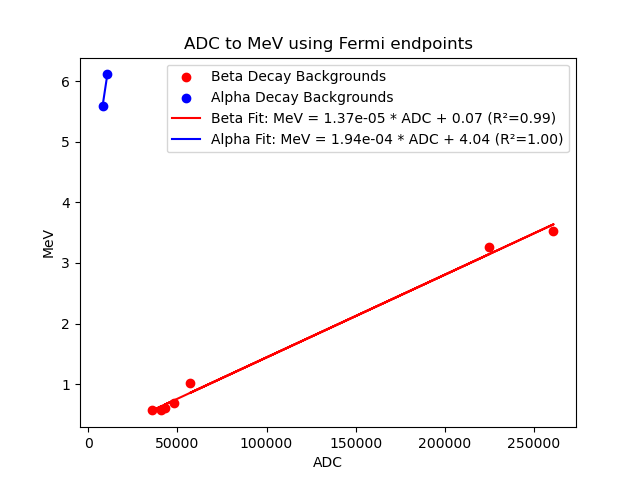 ADC to MeV using Fermi endpoints
Beta Decay Backgrounds
Alpha Decay Backgrounds
Beta Fit: MeV = 1.37e-05 * ADC + 0.07 (R²=0.99)
Alpha Fit: MeV = 1.94e-04 * ADC + 4.04 (R²=1.00)
6
5
4
3
2
1
MeV
0
50000
100000
150000
200000
250000
ADC